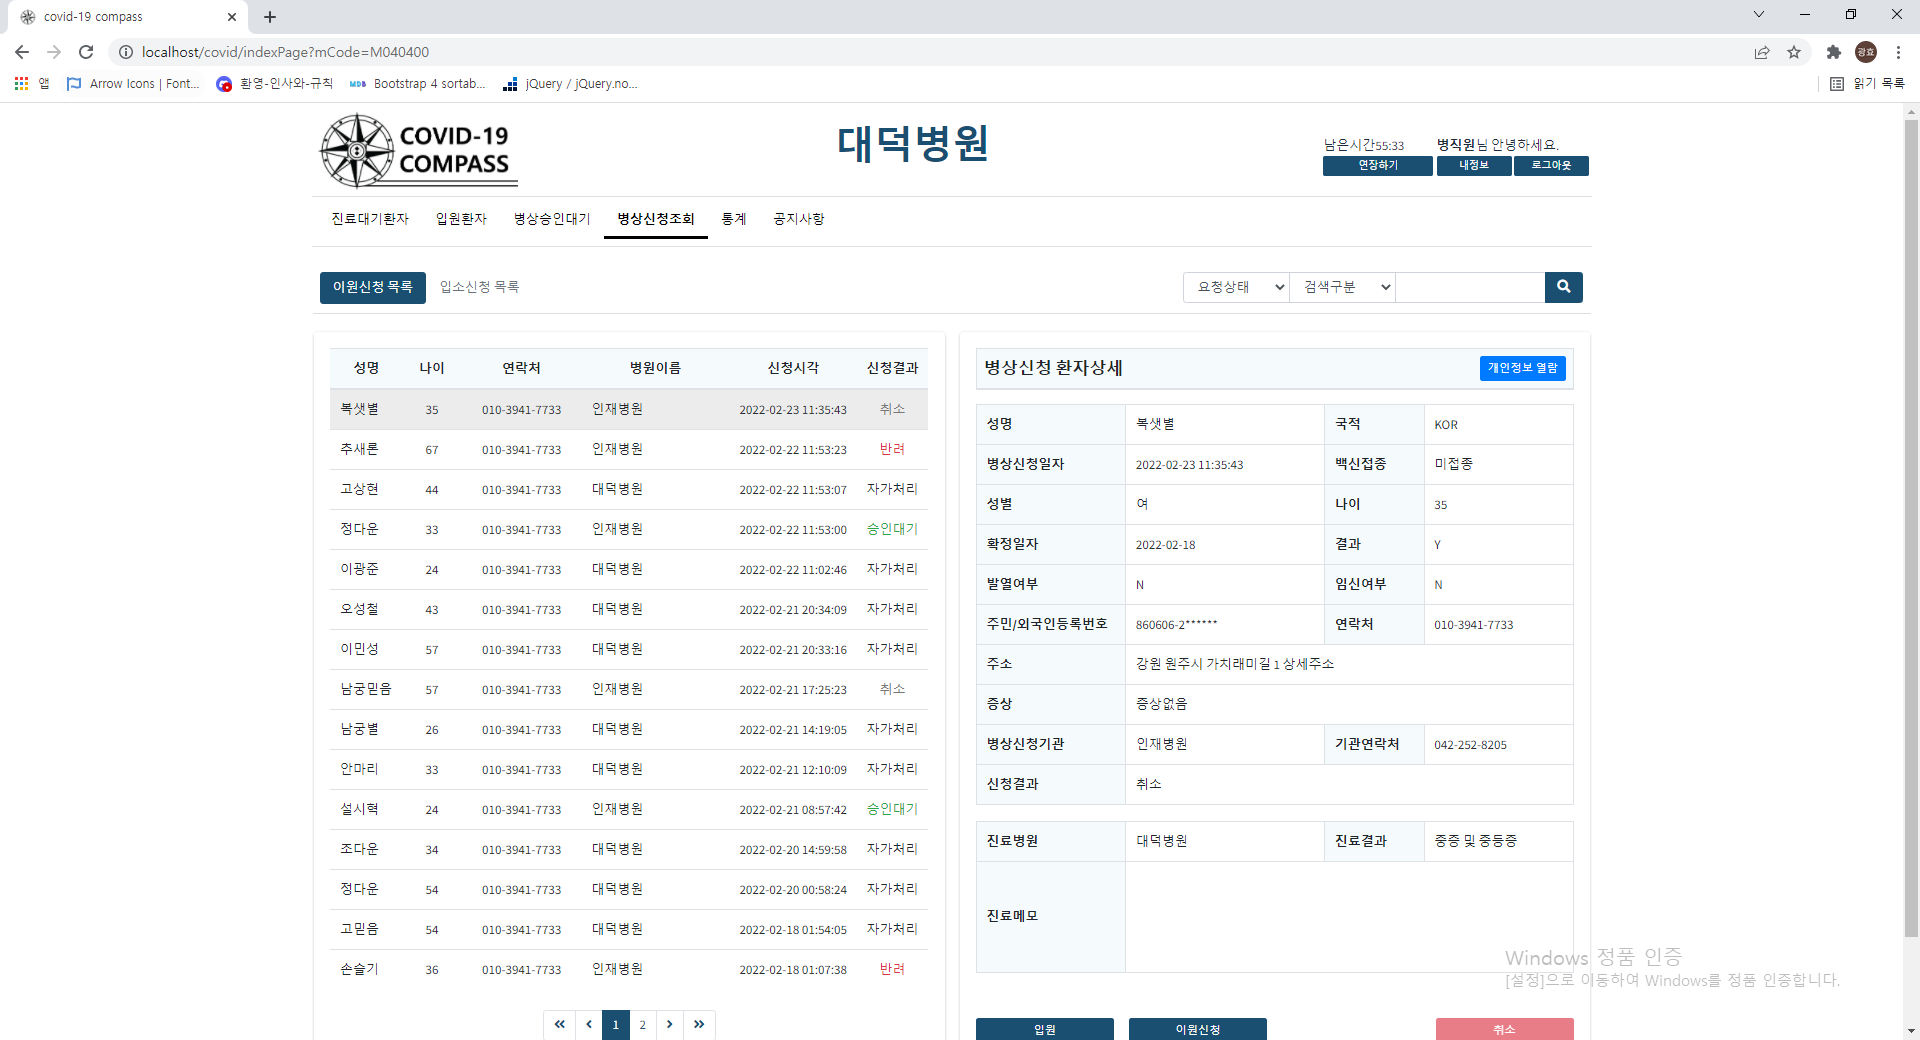 covid-19 compass
localhost/covid/indexPage?mCode=M040400
광효
앱 Arrow Icons | Font... 환영-인사와-규칙 MDB Bootstrap 4 sortab... jQuery / jQuery.no... 읽기 목록
COVID-19
COMPASS
대덕병원
남은시간55:33 병직원님 안녕하세요.
연장하기 내정보 로그아웃
진료대기환자 입원환자 병상승인대기 병상신청조회 통계 공지사항
이원신청 목록 입소신청 목록 요청상태 검색구분
성명 나이 연락처 병원이름 신청시각 신청결과
복샛별 35 010-3941-7733 인재병원 2022-02-23 11:35:43 취소
추새론 67 010-3941-7733 인재병원 2022-02-22 11:53:23 반려
고상현 44 010-3941-7733 대덕병원 2022-02-22 11:53:07 자가처리
정다운 33 010-3941-7733 인재병원 2022-02-22 11:53:00 승인대기
이광준 24 010-3941-7733 대덕병원 2022-02-22 11:02:46 자가처리
오성철 43 010-3941-7733 대덕병원 2022-02-21 20:34:09 자가처리
이민성 57 010-3941-7733 대덕병원 2022-02-21 20:33:16 자가처리
남궁믿음 57 010-3941-7733 인재병원 2022-02-21 17:25:23 취소
남궁별 26 010-3941-7733 대덕병원 2022-02-21 14:19:05 자가처리
안마리 33 010-3941-7733 대덕병원 2022-02-21 12:10:09 자가처리
설시혁 24 010-3941-7733 인재병원 2022-02-21 08:57:42 승인대기
조다운 34 010-3941-7733 대덕병원 2022-02-20 14:59:58 자가처리
정다운 54 010-3941-7733 대덕병원 2022-02-20 00:58:24 자가처리
고믿음 54 010-3941-7733 대덕병원 2022-02-18 01:54:05 자가처리
손슬기 36 010-3941-7733 인재병원 2022-02-18 01:07:38 반려
« ‹ 1 2 › »
병상신청 환자상세 개인정보 열람
성명 복샛별 국적 KOR
병상신청일자 2022-02-23 11:35:43 백신접종 미접종
성별 여 나이 35
확정일자 2022-02-18 결과 Y
발열여부 N 임신여부 N
주민/외국인등록번호 860606-2****** 연락처 010-3941-7733
주소 강원 원주시 가치래미길 1 상세주소
증상 증상없음
병상신청기관 인재병원 기관연락처 042-252-8205
신청결과 취소
진료병원 대덕병원 진료결과 중증 및 중등증
진료메모
Windows 정품 인증
[설정]으로 이동하여 Windows를 정품 인증합니다.
입원 이원신청 취소